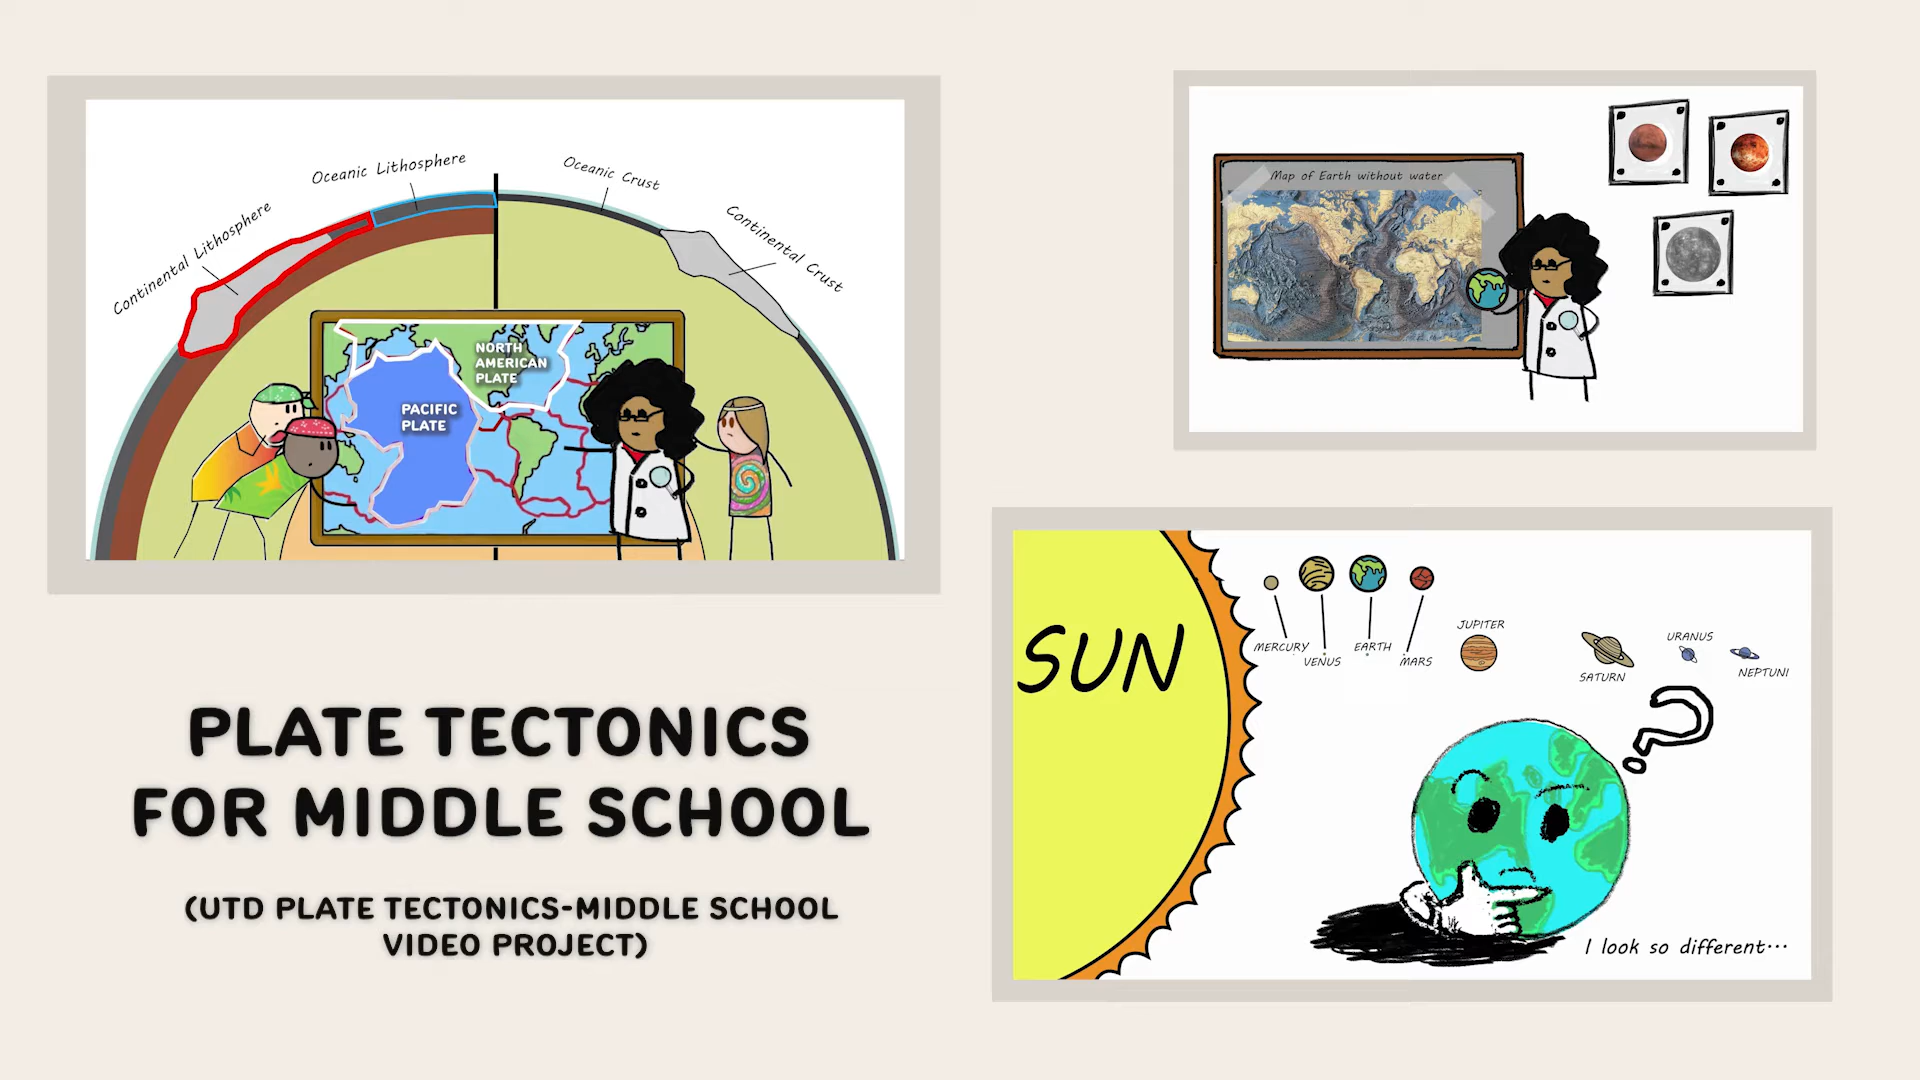 Oceanic Lithosphere
Continental Lithosphere
Oceanic Crust
Continental Crust
NORTH
AMERICAN
PLATE
PACIFIC
PLATE
Map of Earth without water
SUN
MERCURY
VENUS
EARTH
MARS
JUPITER
SATURN
URANUS
NEPTUNI
I look so different...
PLATE TECTONICS
FOR MIDDLE SCHOOL
(UTD PLATE TECTONICS-MIDDLE SCHOOL
VIDEO PROJECT)